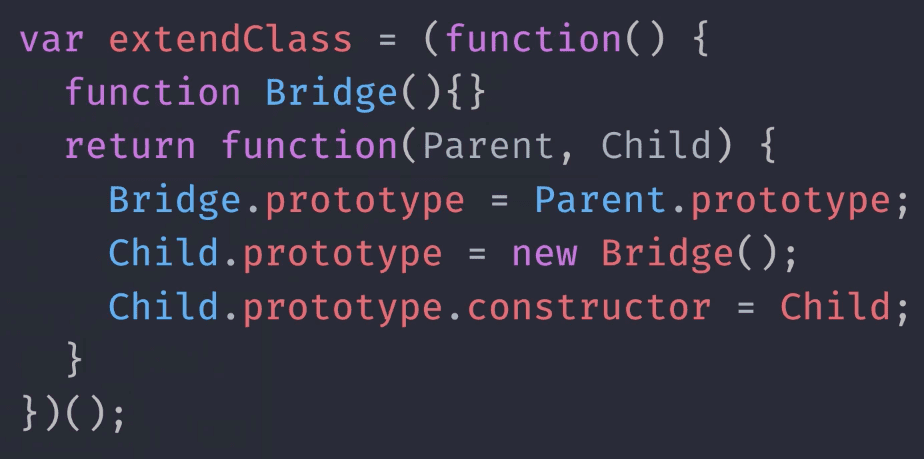 var extendClass = (function() {
  function Bridge(){}
  return function(Parent, Child) {
    Bridge.prototype = Parent.prototype;
    Child.prototype = new Bridge();
    Child.prototype.constructor = Child;
  }
})();